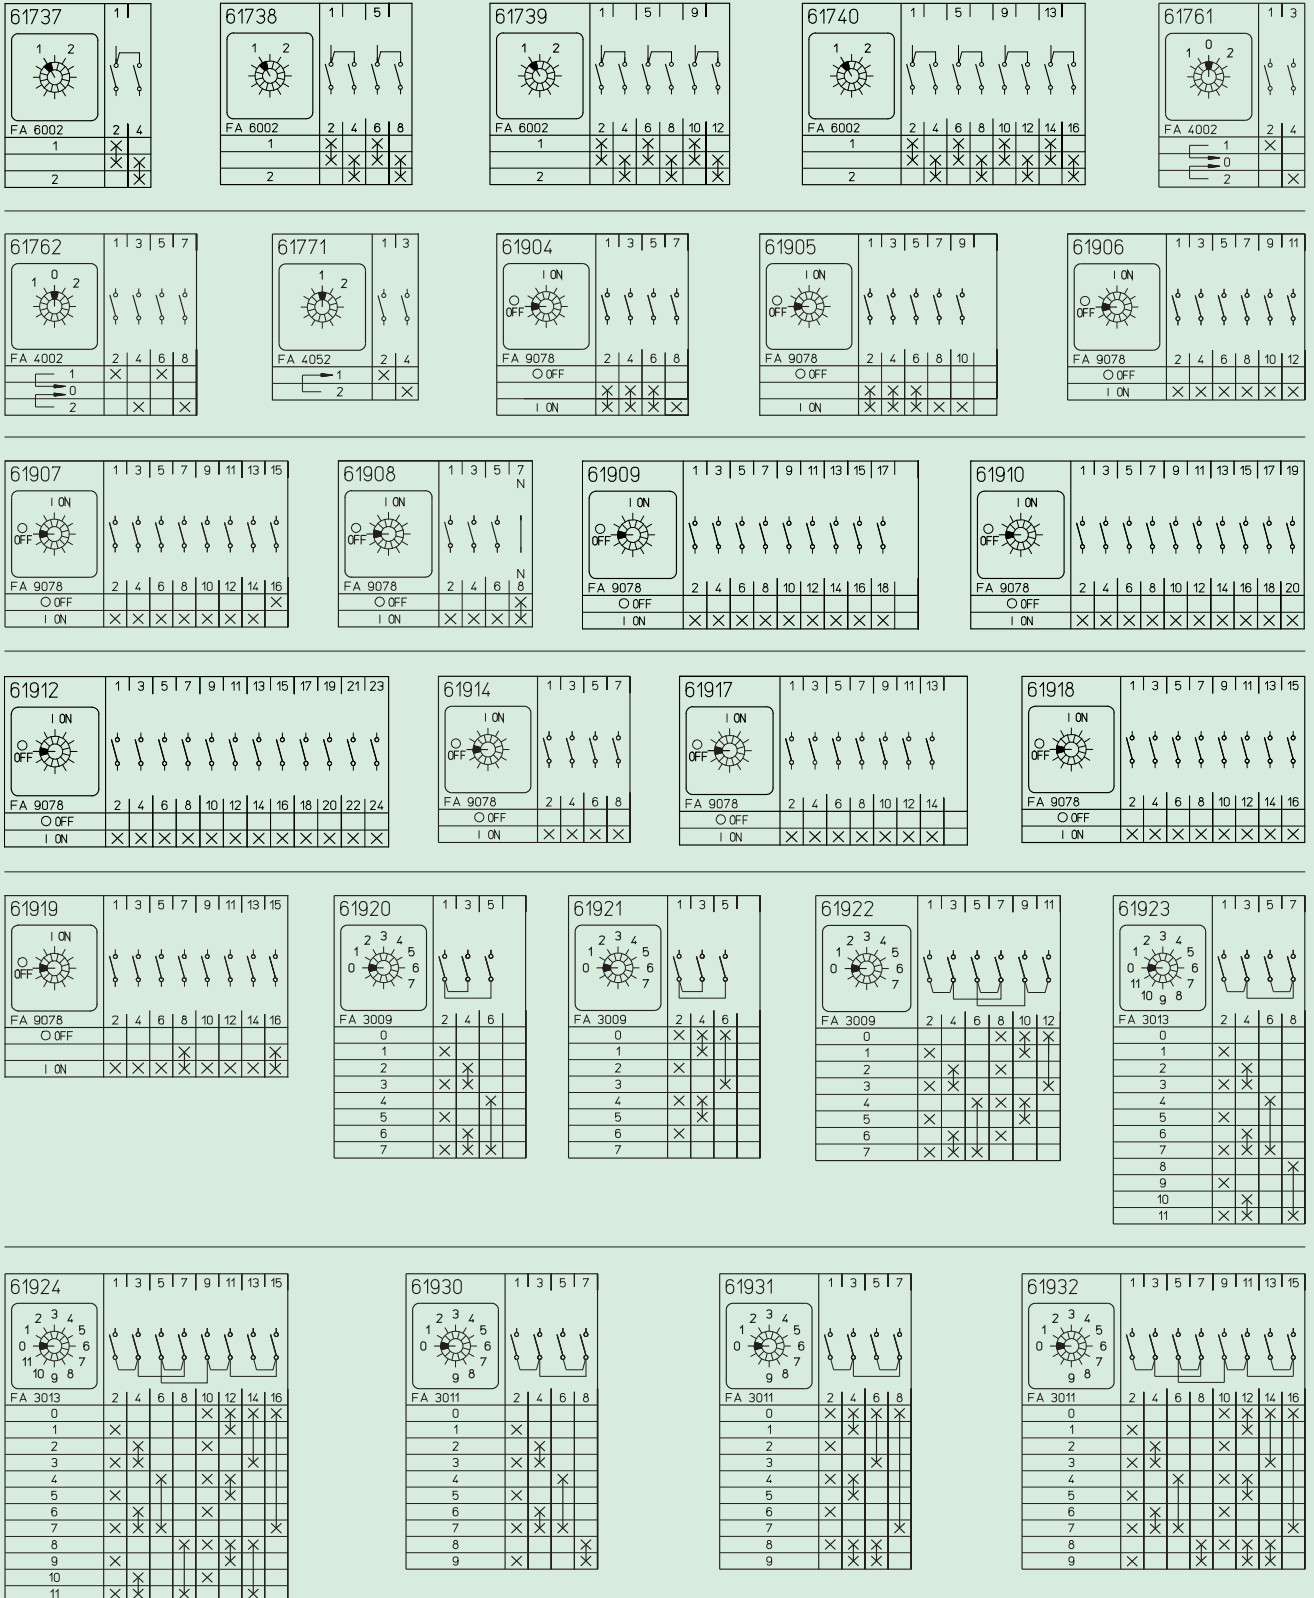 61737 1
1 2
FA 6002 2 4
1
2
61738 1 5
1 2
FA 6002 2 4 6 8
1
2
61739 1 5 9
1 2
FA 6002 2 4 6 8 10 12
1
2
61740 1 5 9 13
1 2
FA 6002 2 4 6 8 10 12 14 16
1
2
61761 1 3
0
1 2
FA 4002 2 4
1
0
2
61762 1 3 5 7
0
1 2
FA 4002 2 4 6 8
1
0
2
61771 1 3
1
2
FA 4052 2 4
1
2
61904 1 3 5 7
I ON
O OFF
FA 9078 2 4 6 8
O OFF
I ON
61905 1 3 5 7 9
I ON
O OFF
FA 9078 2 4 6 8 10
O OFF
I ON
61906 1 3 5 7 9 11
I ON
O OFF
FA 9078 2 4 6 8 10 12
O OFF
I ON
61907 1 3 5 7 9 11 13 15
I ON
O OFF
FA 9078 2 4 6 8 10 12 14 16
O OFF
I ON
61908 1 3 5 7
N
I ON
O OFF
N
FA 9078 2 4 6 8
O OFF
I ON
61909 1 3 5 7 9 11 13 15 17
I ON
O OFF
FA 9078 2 4 6 8 10 12 14 16 18
O OFF
I ON
61910 1 3 5 7 9 11 13 15 17 19
I ON
O OFF
FA 9078 2 4 6 8 10 12 14 16 18 20
O OFF
I ON
61912 1 3 5 7 9 11 13 15 17 19 21 23
I ON
O OFF
FA 9078 2 4 6 8 10 12 14 16 18 20 22 24
O OFF
I ON
61914 1 3 5 7
I ON
O OFF
FA 9078 2 4 6 8
O OFF
I ON
61917 1 3 5 7 9 11 13
I ON
O OFF
FA 9078 2 4 6 8 10 12 14
O OFF
I ON
61918 1 3 5 7 9 11 13 15
I ON
O OFF
FA 9078 2 4 6 8 10 12 14 16
O OFF
I ON
61919 1 3 5 7 9 11 13 15
I ON
O OFF
FA 9078 2 4 6 8 10 12 14 16
O OFF
I ON
61920 1 3 5
0 1 2 3 4 5 6 7
FA 3009 2 4 6
0
1
2
3
4
5
6
7
61921 1 3 5
0 1 2 3 4 5 6 7
FA 3009 2 4 6
0
1
2
3
4
5
6
7
61922 1 3 5 7 9 11
0 1 2 3 4 5 6 7
FA 3009 2 4 6 8 10 12
0
1
2
3
4
5
6
7
61923 1 3 5 7
0 1 2 3 4 5 6 7 8 9 10 11
FA 3013 2 4 6 8
0
1
2
3
4
5
6
7
8
9
10
11
61924 1 3 5 7 9 11 13 15
0 1 2 3 4 5 6 7 8 9 10 11
FA 3013 2 4 6 8 10 12 14 16
0
1
2
3
4
5
6
7
8
9
10
11
61930 1 3 5 7
0 1 2 3 4 5 6 7 8 9
FA 3011 2 4 6 8
0
1
2
3
4
5
6
7
8
9
61931 1 3 5 7
0 1 2 3 4 5 6 7 8 9
FA 3011 2 4 6 8
0
1
2
3
4
5
6
7
8
9
61932 1 3 5 7 9 11 13 15
0 1 2 3 4 5 6 7 8 9
FA 3011 2 4 6 8 10 12 14 16
0
1
2
3
4
5
6
7
8
9